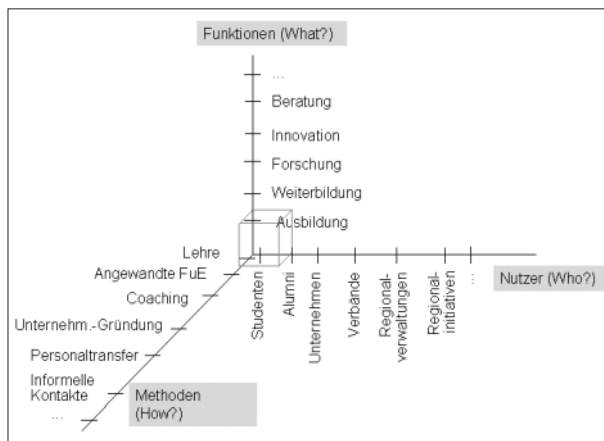 Funktionen (What?)
...
Beratung
Innovation
Forschung
Weiterbildung
Ausbildung
Lehre
Angewandte FuE
Coaching
Unternehm.-Gründung
Personaltransfer
Informelle
Kontakte
...
Methoden
(How?)
Studenten
Alumni
Unternehmen
Verbände
Regional-
verwaltungen
Regional-
initiativen
...
Nutzer (Who?)